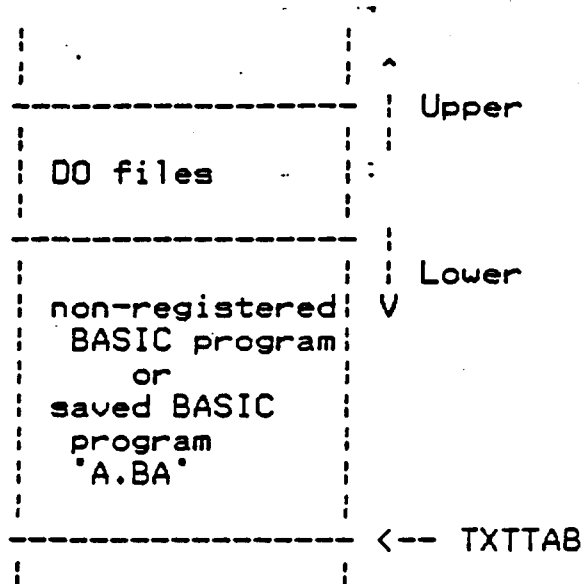 Upper
DO files
Lower
non-registered
BASIC program
or
saved BASIC
program
"A.BA"
<-- TXTTAB